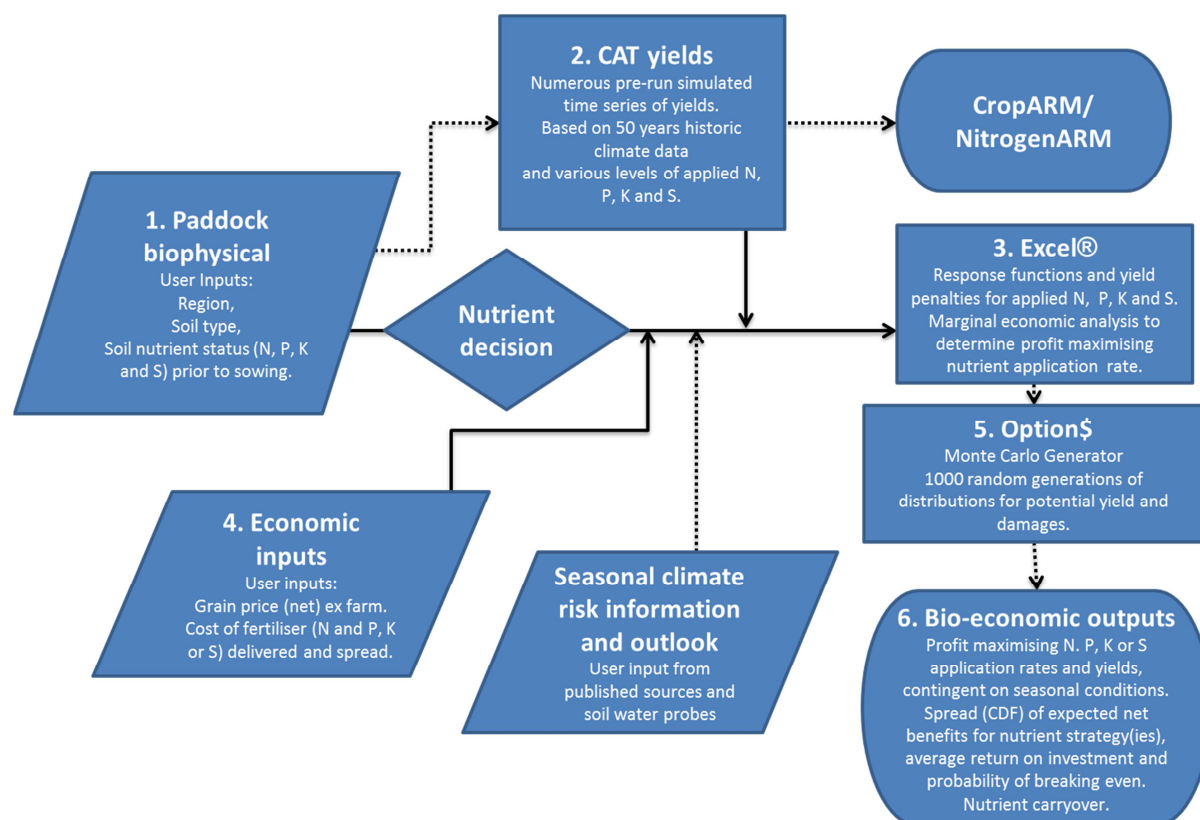 2. CAT yields
Numerous pre-run simulated
time series of yields.
Based on 50 years historic
climate data
and various levels of applied N,
P, K and S.
CropARM/
NitrogenARM
1. Paddock
biophysical
User Inputs:
Region,
Soil type,
Soil nutrient status (N, P, K
and S) prior to sowing.
Nutrient
decision
3. Excel®
Response functions and yield
penalties for applied N, P, K and S.
Marginal economic analysis to
determine profit maximising
nutrient application rate.
4. Economic
inputs
User inputs:
Grain price (net) ex farm.
Cost of fertiliser (N and P, K
or S) delivered and spread.
Seasonal climate
risk information
and outlook
User input from
published sources and
soil water probes
5. Option$
Monte Carlo Generator
1000 random generations of
distributions for potential yield and
damages.
6. Bio-economic outputs
Profit maximising N. P, K or S
application rates and yields,
contingent on seasonal conditions.
Spread (CDF) of expected net
benefits for nutrient strategy(ies),
average return on investment and
probability of breaking even.
Nutrient carryover.